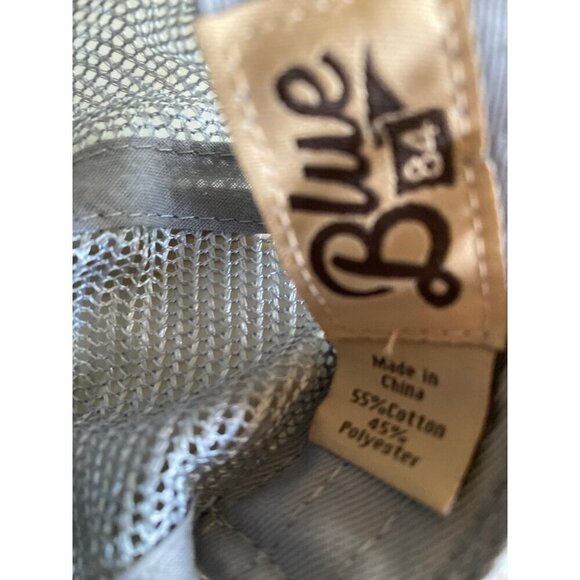 Blue
84
Made in
China
55%Cotton
45%
Polyester